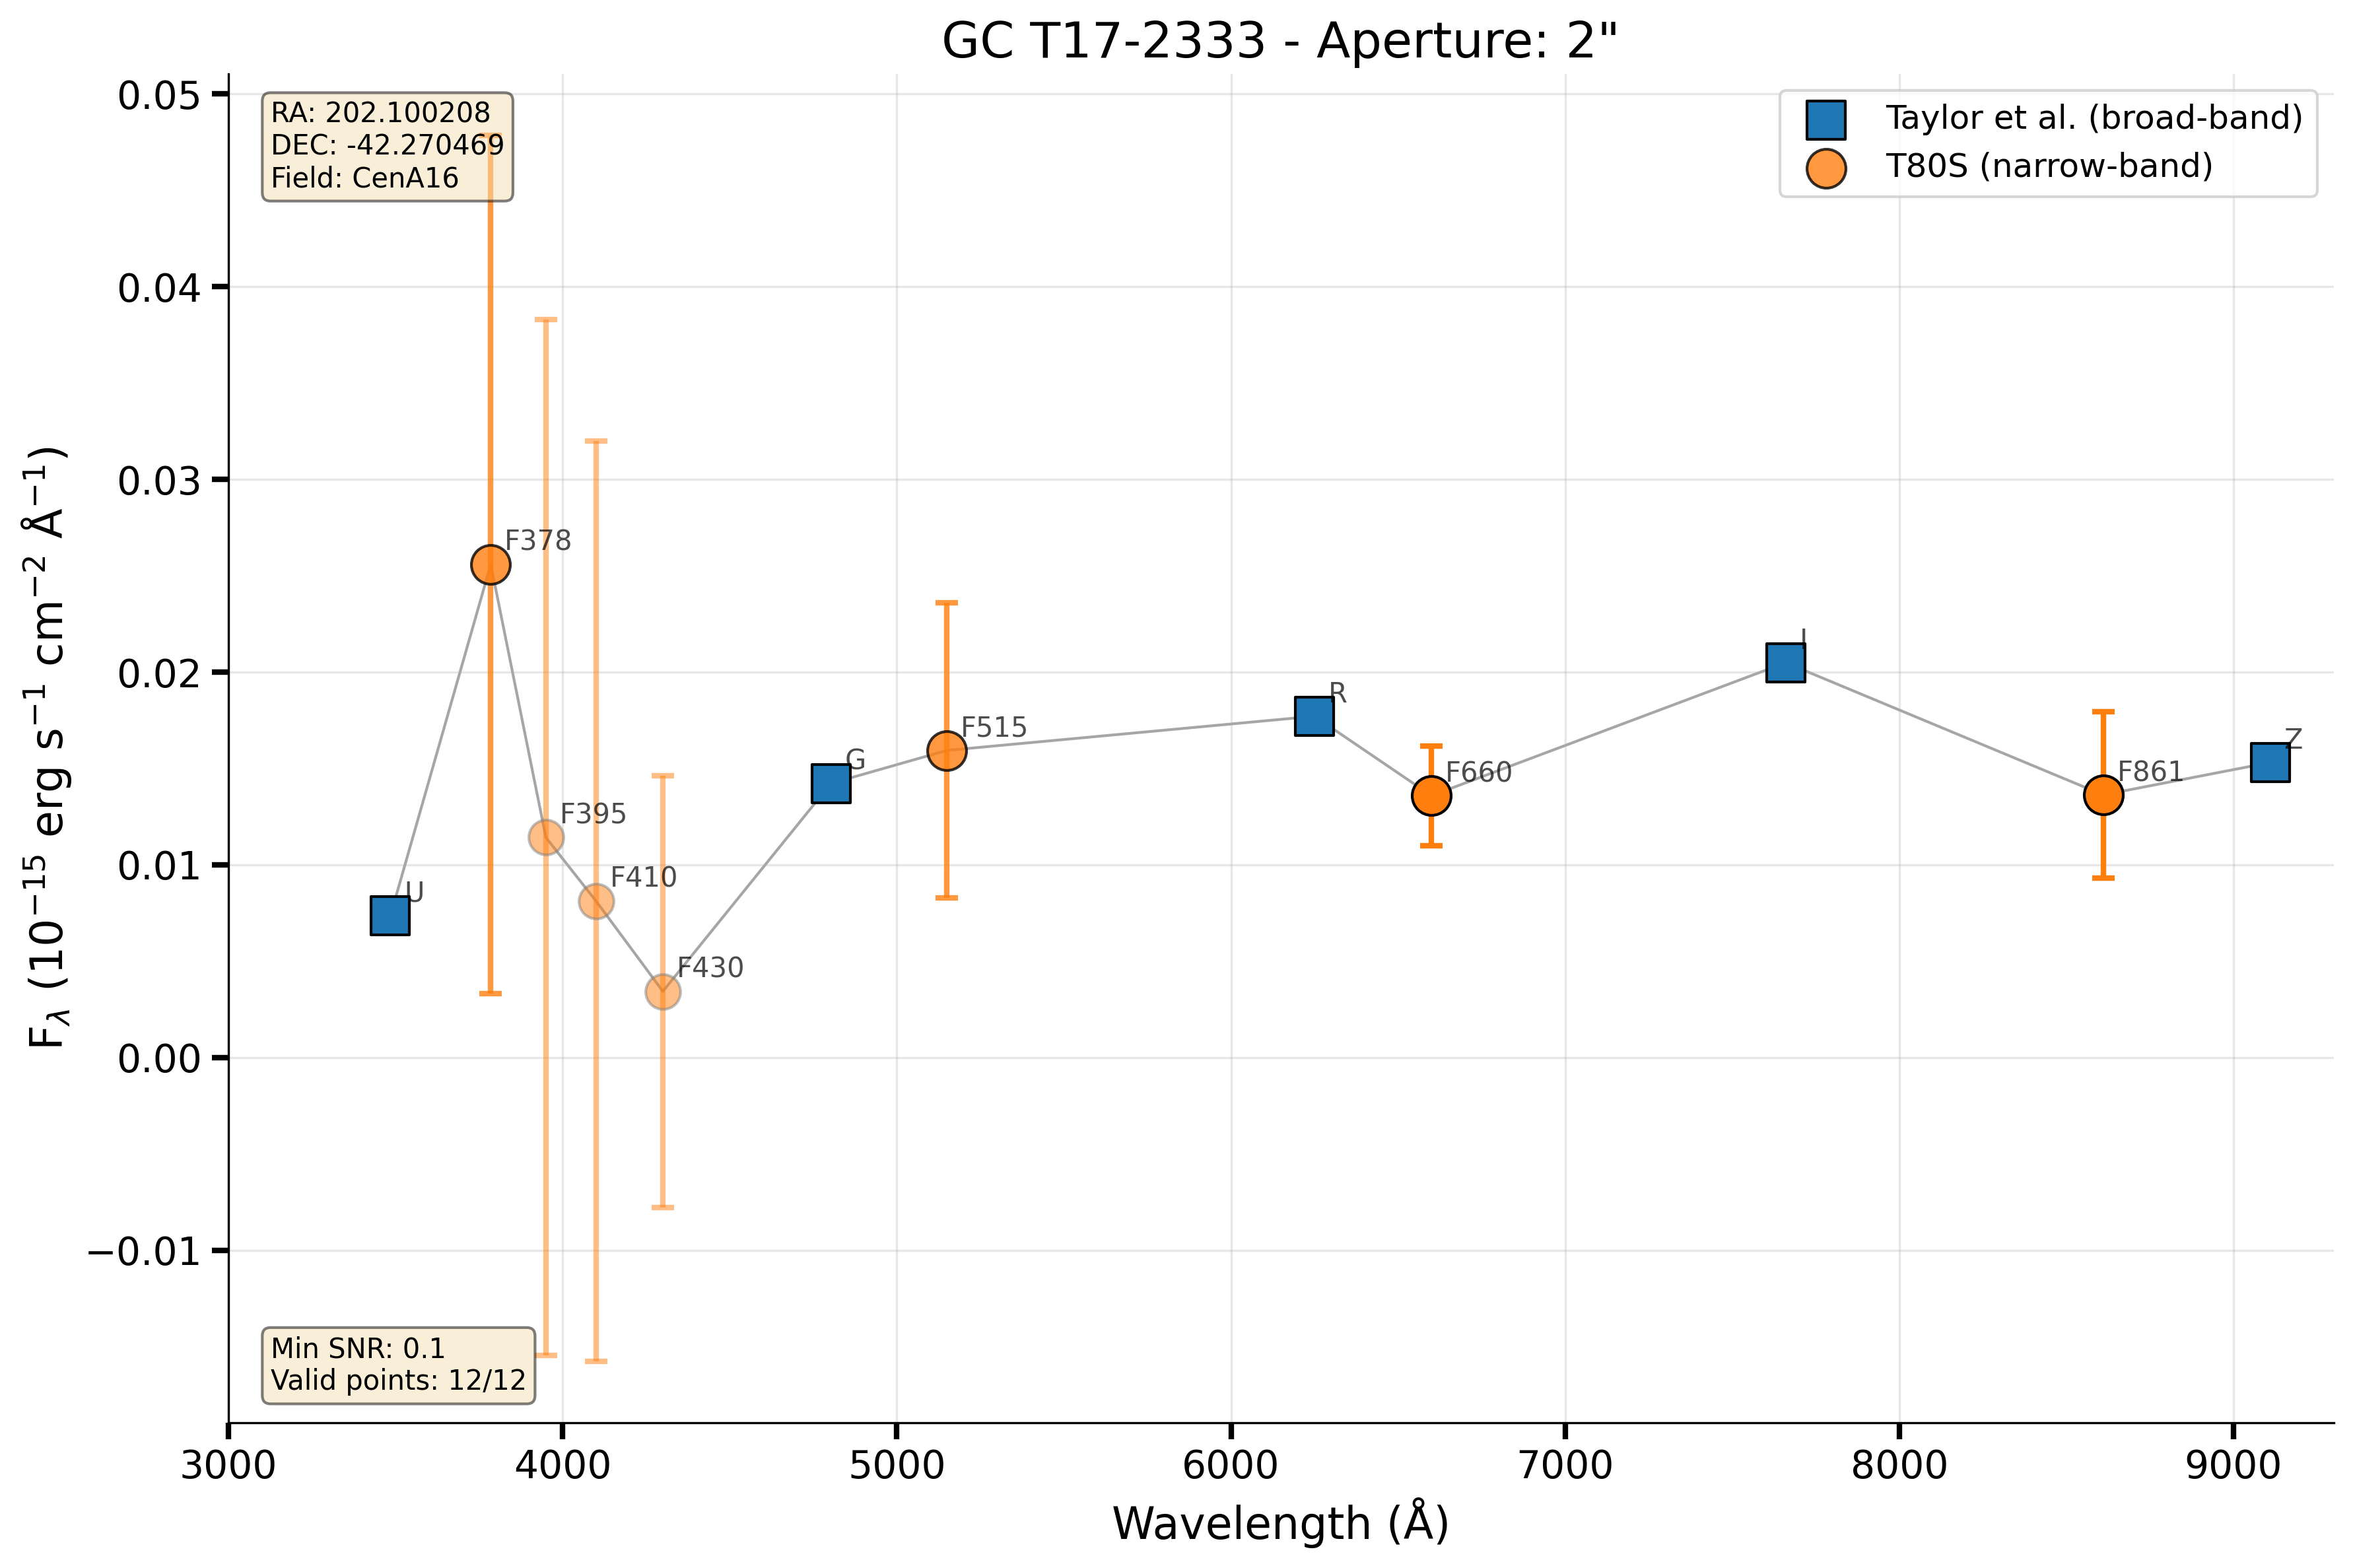 GC T17-2333 - Aperture: 2"
RA: 202.100208
DEC: -42.270469
Field: CenA16
Taylor et al. (broad-band)
T80S (narrow-band)
0.05
0.04
0.03
0.02
0.01
0.00
−0.01
F_λ (10⁻¹⁵ erg s⁻¹ cm⁻² Å⁻¹)
U
F378
F395
F410
F430
G
F515
R
F660
I
F861
Z
Min SNR: 0.1
Valid points: 12/12
3000 4000 5000 6000 7000 8000 9000
Wavelength (Å)